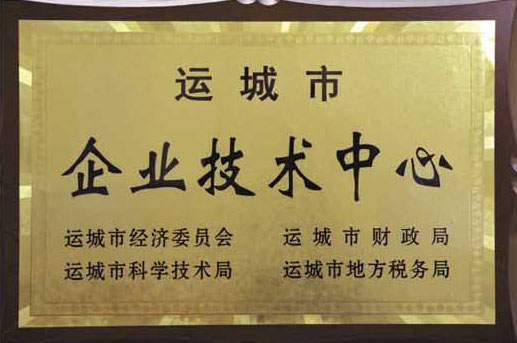 运城市
企业技术中心
运城市经济委员会 运城市财政局
运城市科学技术局 运城市地方税务局